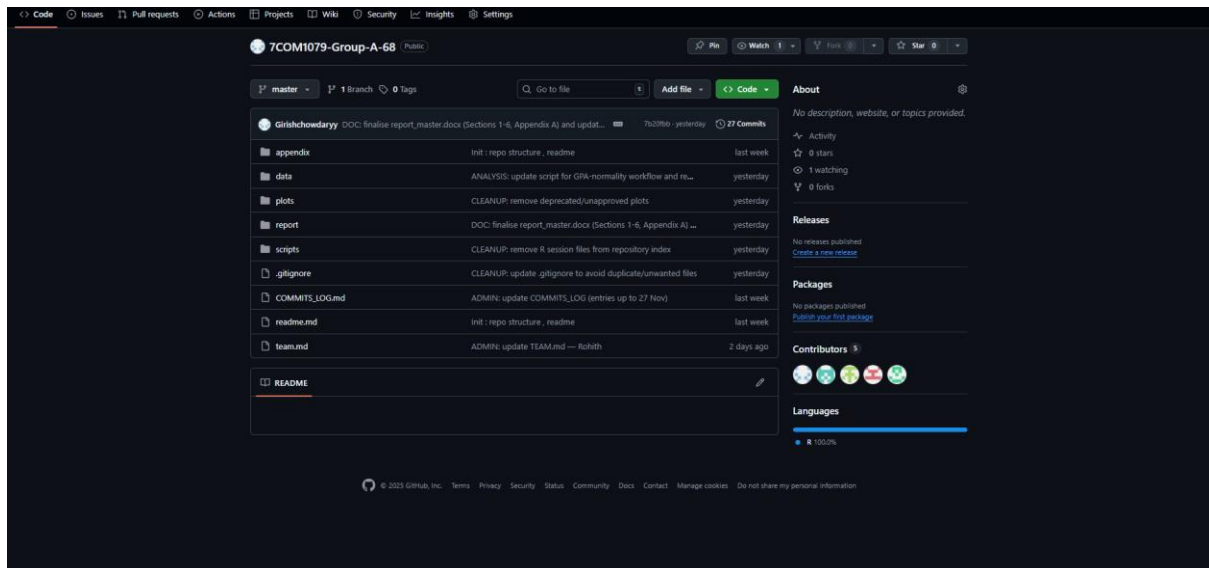 Code Issues Pull requests Actions Projects Wiki Security Insights Settings
7COM1079-Group-A-68 Public
Pin Watch 1 Fork 0 Star 0
master 1 Branch 0 Tags Go to file t Add file Code
Girishchowdaryy DOC: finalise report_master.docx (Sections 1-6, Appendix A) and updat... 7b20fbb · yesterday 27 Commits
appendix Init : repo structure , readme last week
data ANALYSIS: update script for GPA-normality workflow and re... yesterday
plots CLEANUP: remove deprecated/unapproved plots yesterday
report DOC: finalise report_master.docx (Sections 1-6, Appendix A) ... yesterday
scripts CLEANUP: remove R session files from repository index yesterday
.gitignore CLEANUP: update .gitignore to avoid duplicate/unwanted files yesterday
COMMITS_LOG.md ADMIN: update COMMITS_LOG (entries up to 27 Nov) last week
readme.md Init : repo structure , readme last week
team.md ADMIN: update TEAM.md — Rohith 2 days ago
README
About
No description, website, or topics provided.
Activity
0 stars
1 watching
0 forks
Releases
No releases published
Create a new release
Packages
No packages published
Publish your first package
Contributors 5
Languages
R 100.0%
© 2025 GitHub, Inc. Terms Privacy Security Status Community Docs Contact Manage cookies Do not share my personal information